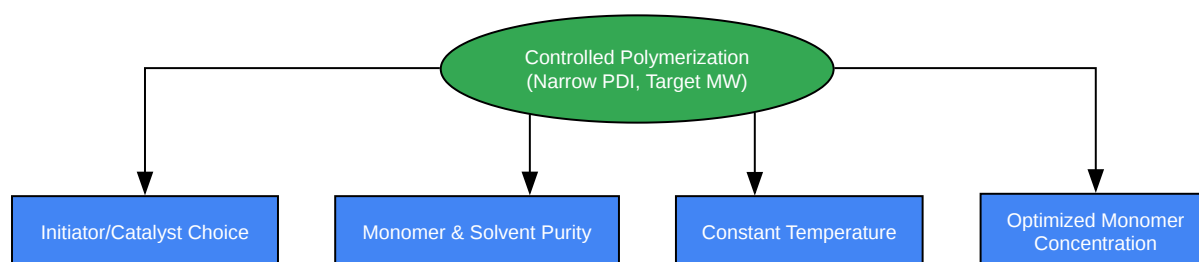 Controlled Polymerization
(Narrow PDI, Target MW)
Initiator/Catalyst Choice
Monomer & Solvent Purity
Constant Temperature
Optimized Monomer
Concentration